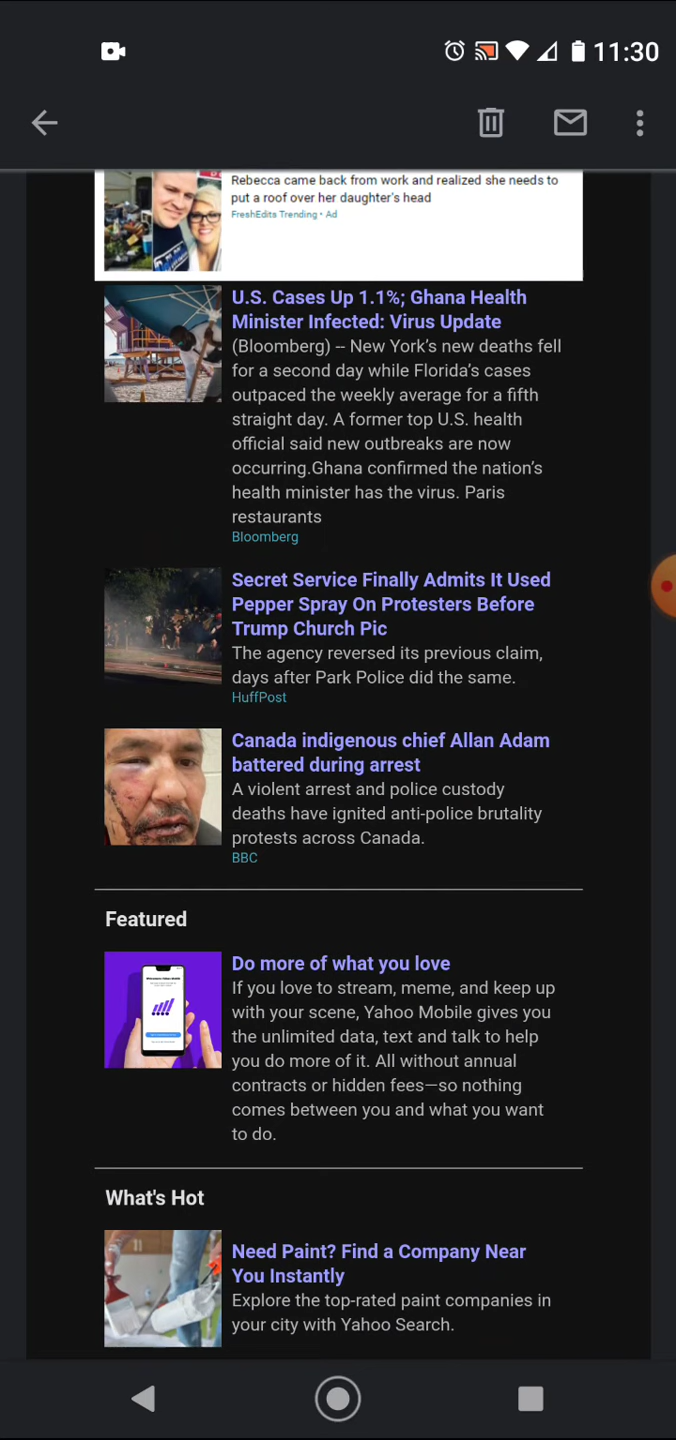 11:30
Rebecca came back from work and realized she needs to
put a roof over her daughter's head
FreshEdits Trending • Ad
U.S. Cases Up 1.1%; Ghana Health
Minister Infected: Virus Update
(Bloomberg) -- New York's new deaths fell
for a second day while Florida's cases
outpaced the weekly average for a fifth
straight day. A former top U.S. health
official said new outbreaks are now
occurring.Ghana confirmed the nation's
health minister has the virus. Paris
restaurants
Bloomberg
Secret Service Finally Admits It Used
Pepper Spray On Protesters Before
Trump Church Pic
The agency reversed its previous claim,
days after Park Police did the same.
HuffPost
Canada indigenous chief Allan Adam
battered during arrest
A violent arrest and police custody
deaths have ignited anti-police brutality
protests across Canada.
BBC
Featured
Do more of what you love
If you love to stream, meme, and keep up
with your scene, Yahoo Mobile gives you
the unlimited data, text and talk to help
you do more of it. All without annual
contracts or hidden fees—so nothing
comes between you and what you want
to do.
What's Hot
Need Paint? Find a Company Near
You Instantly
Explore the top-rated paint companies in
your city with Yahoo Search.